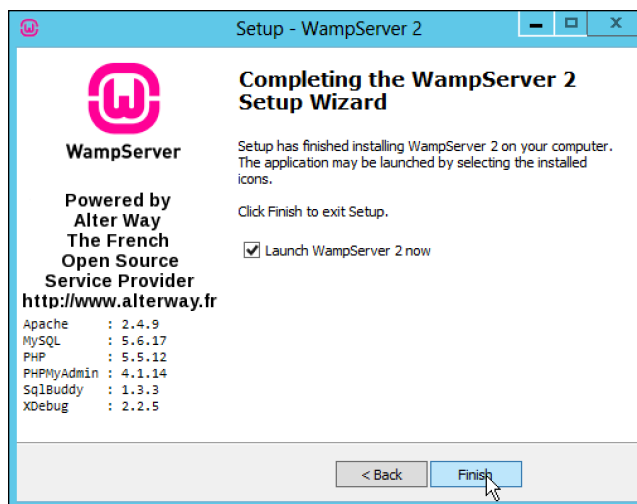 Setup - WampServer 2
WampServer
Powered by
Alter Way
The French
Open Source
Service Provider
http://www.alterway.fr
Apache : 2.4.9
MySQL : 5.6.17
PHP : 5.5.12
PHPMyAdmin : 4.1.14
SqlBuddy : 1.3.3
XDebug : 2.2.5
Completing the WampServer 2
Setup Wizard
Setup has finished installing WampServer 2 on your computer.
The application may be launched by selecting the installed
icons.
Click Finish to exit Setup.
Launch WampServer 2 now
< Back
Finish